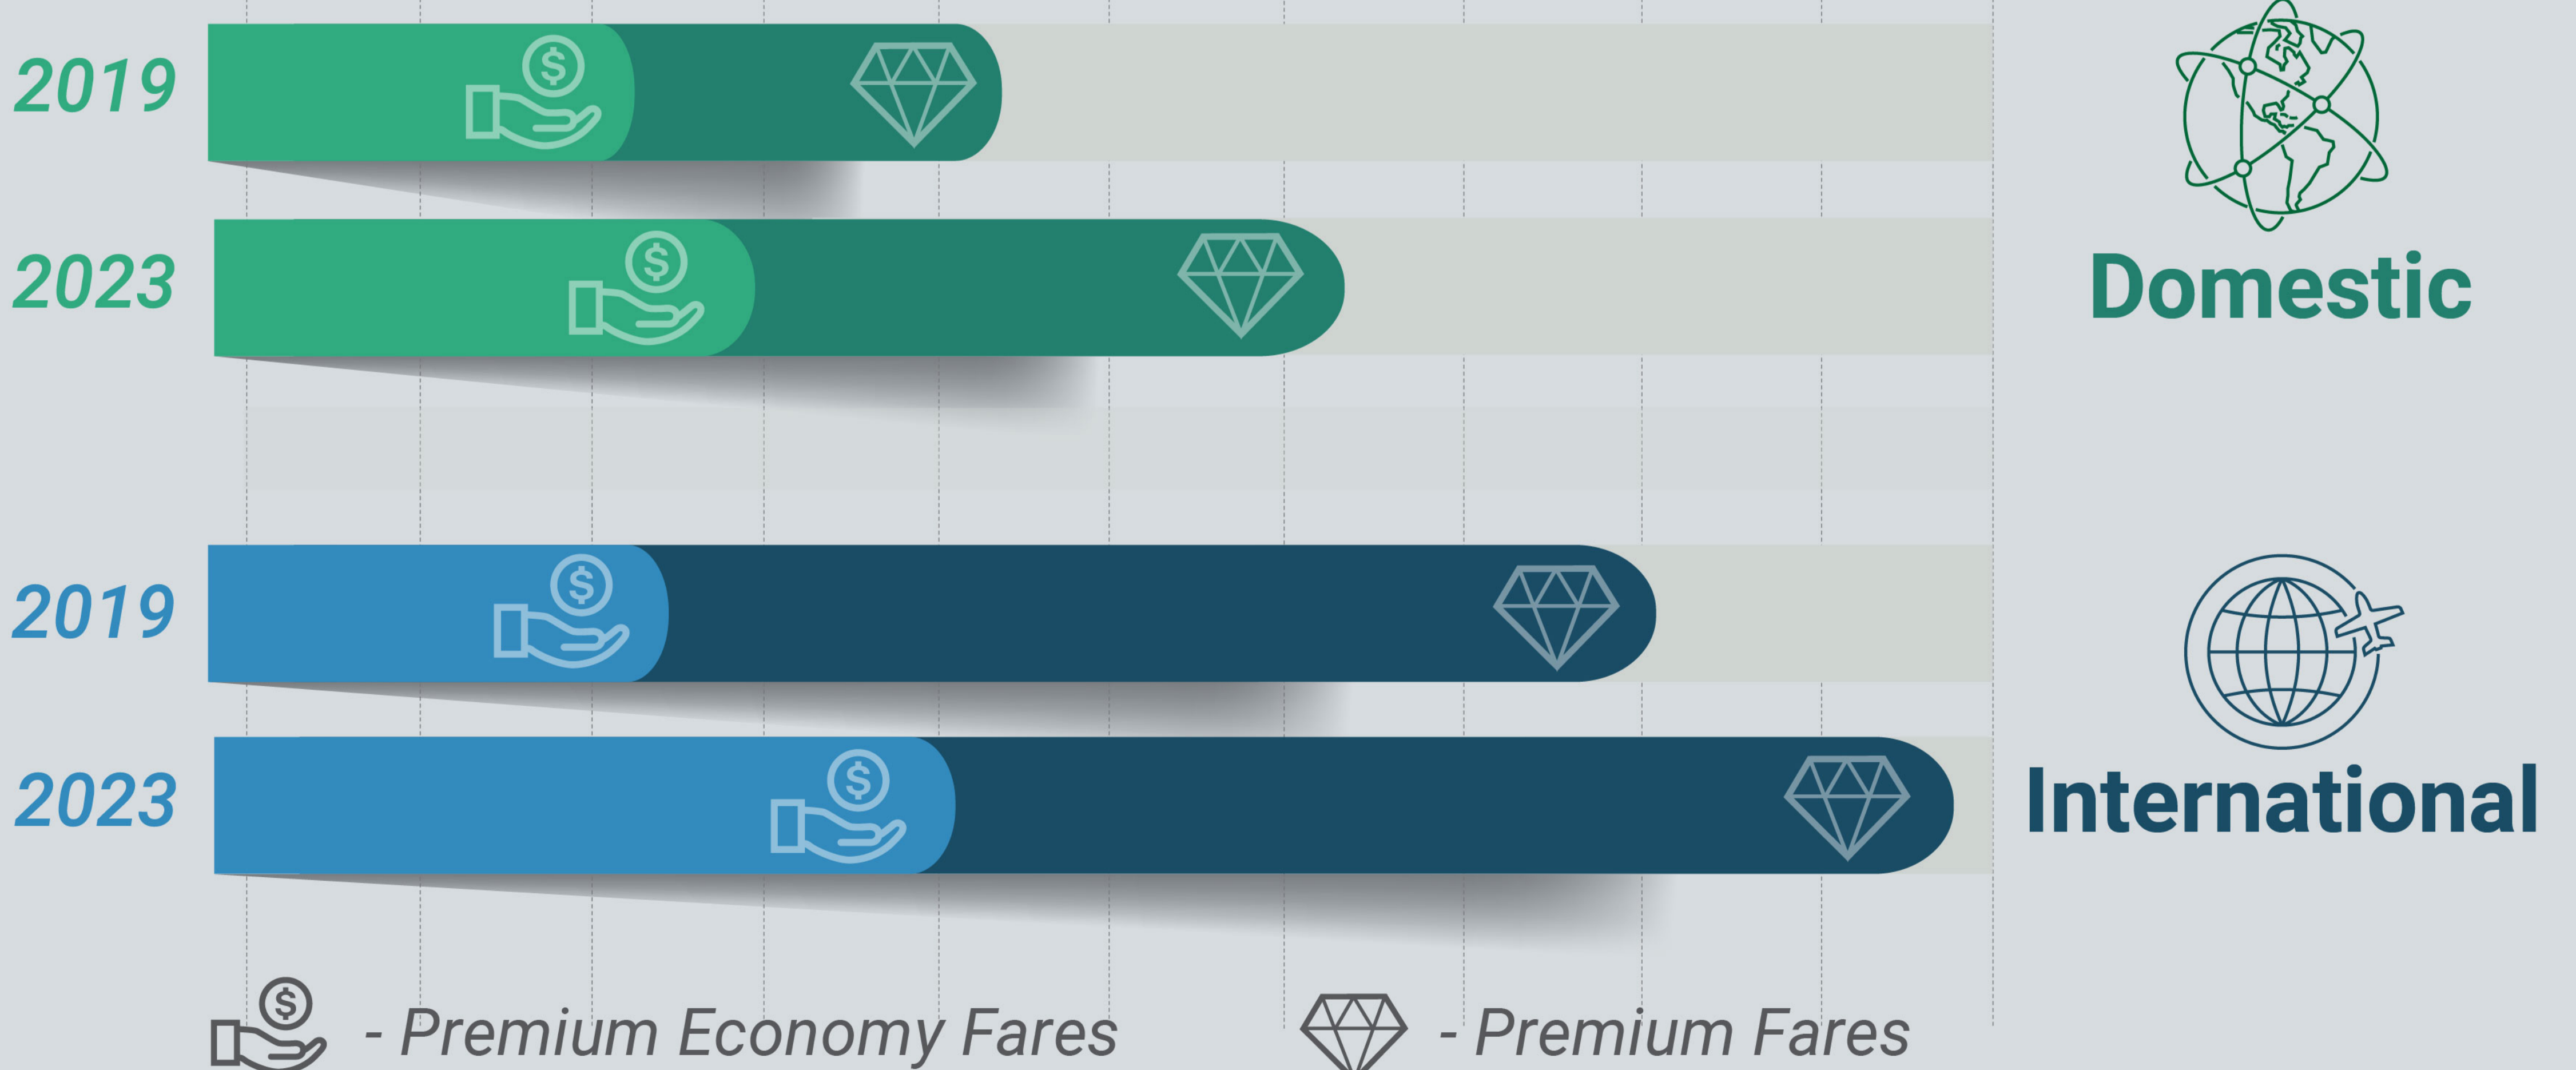 2019
2023
Domestic
2019
2023
International
$ - Premium Economy Fares
- Premium Fares
$
$
$
$